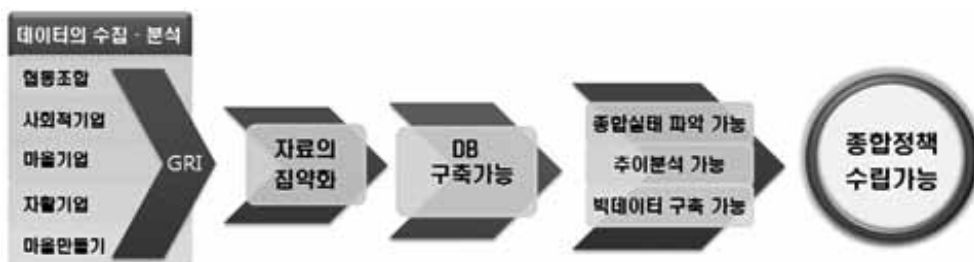 데이터의 수집 · 분석
협동조합
사회적기업
마을기업
자활기업
마을만들기
GRI
자료의
집약화
DB
구축가능
종합실태 파악 가능
추이분석 가능
빅데이터 구축 가능
종합정책
수립가능